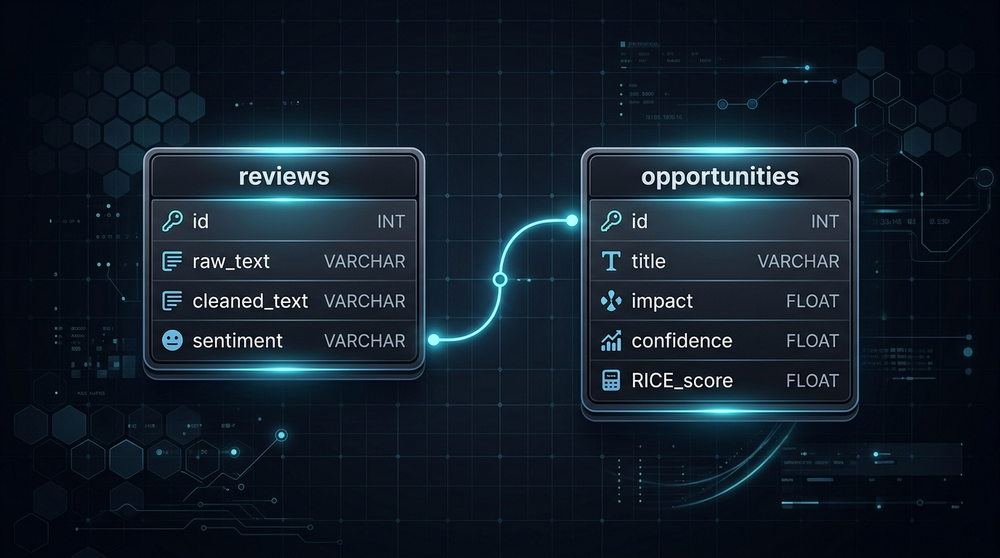 reviews
id INT
raw_text VARCHAR
cleaned_text VARCHAR
sentiment VARCHAR
opportunities
id INT
title VARCHAR
impact FLOAT
confidence FLOAT
RICE_score FLOAT